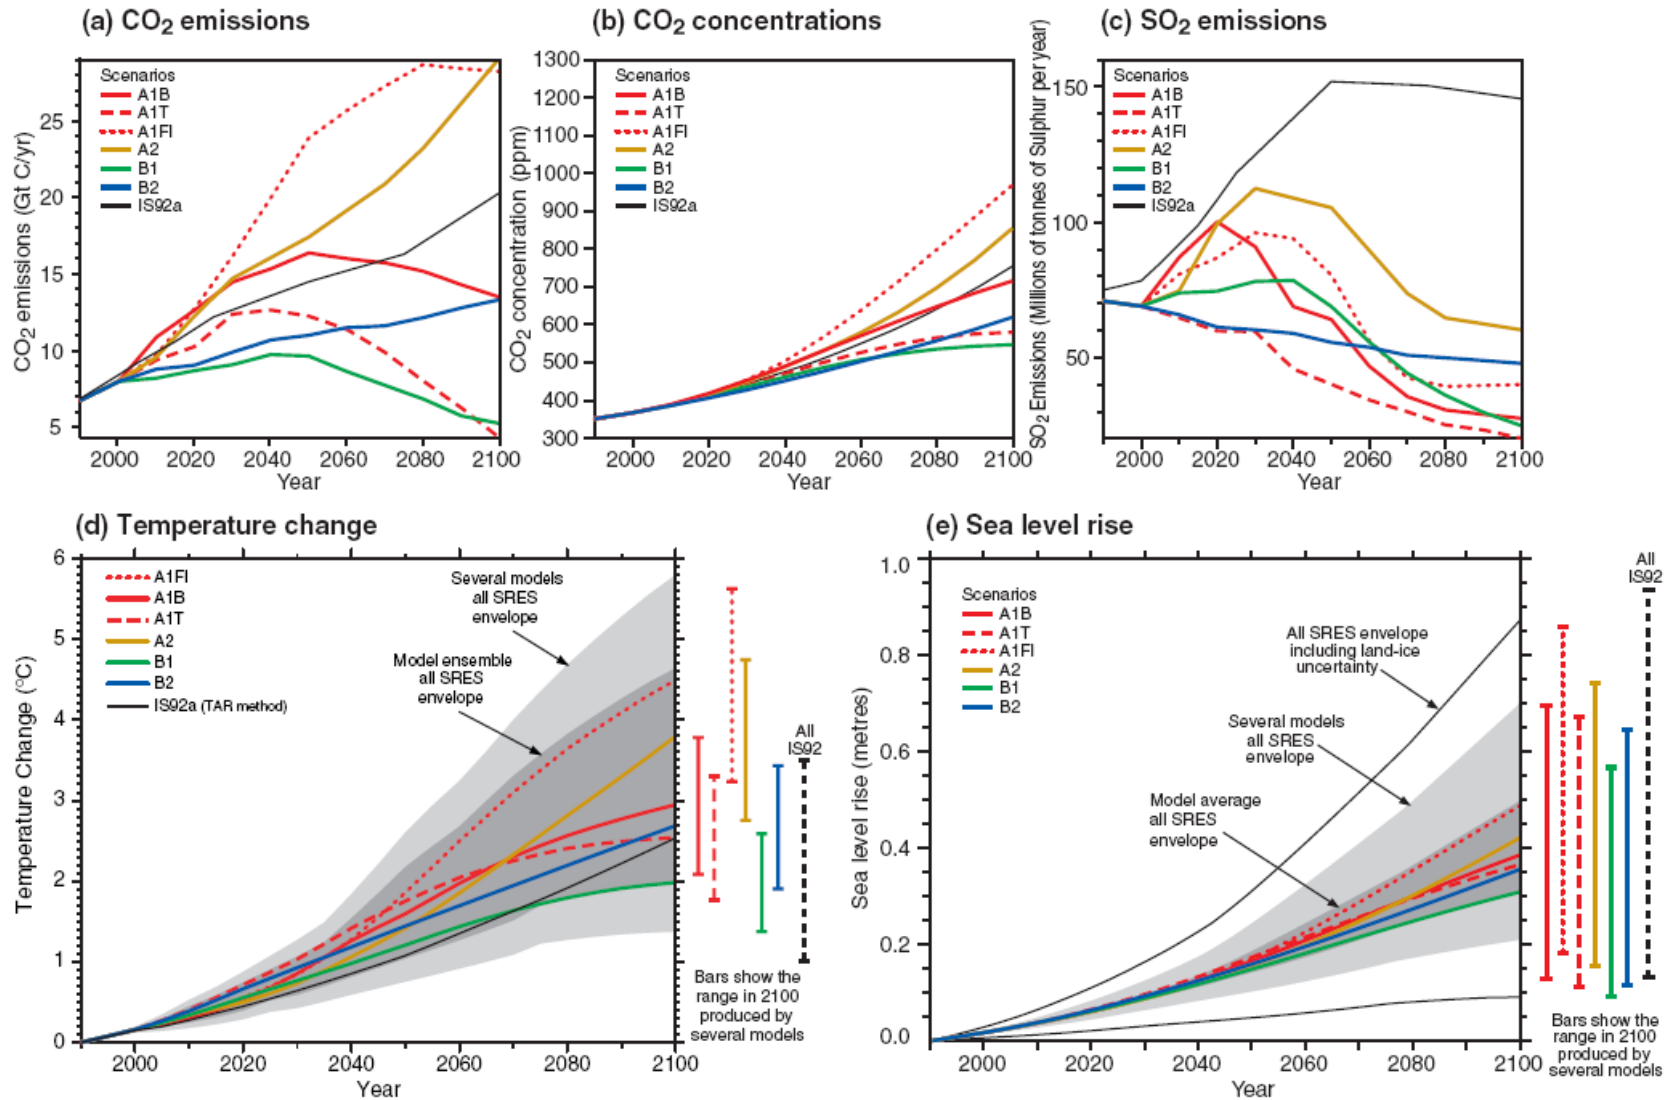 (a) CO2 emissions
CO2 emissions (Gt C/yr)
Scenarios
A1B
A1T
A1FI
A2
B1
B2
IS92a
25
20
15
10
5
2000 2020 2040 2060 2080 2100
Year
(b) CO2 concentrations
CO2 concentration (ppm)
1300
1200
1100
1000
900
800
700
600
500
400
300
Scenarios
A1B
A1T
A1FI
A2
B1
B2
IS92a
2000 2020 2040 2060 2080 2100
Year
(c) SO2 emissions
SO2 Emissions (Millions of tonnes of Sulphur per year)
150
100
50
Scenarios
A1B
A1T
A1FI
A2
B1
B2
IS92a
2000 2020 2040 2060 2080 2100
Year
(d) Temperature change
Temperature Change (°C)
6
5
4
3
2
1
0
A1FI
A1B
A1T
A2
B1
B2
IS92a (TAR method)
Several models
all SRES
envelope
Model ensemble
all SRES
envelope
2000 2020 2040 2060 2080 2100
Year
All
IS92
Bars show the
range in 2100
produced by
several models
(e) Sea level rise
Sea level rise (metres)
1.0
0.8
0.6
0.4
0.2
0.0
Scenarios
A1B
A1T
A1FI
A2
B1
B2
All SRES envelope
including land-ice
uncertainty
Several models
all SRES
envelope
Model average
all SRES
envelope
2000 2020 2040 2060 2080 2100
Year
All
IS92
Bars show the
range in 2100
produced by
several models